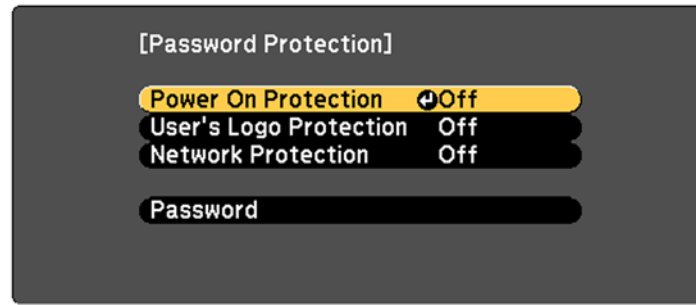 [Password Protection]
Power On Protection Off
User's Logo Protection Off
Network Protection Off
Password